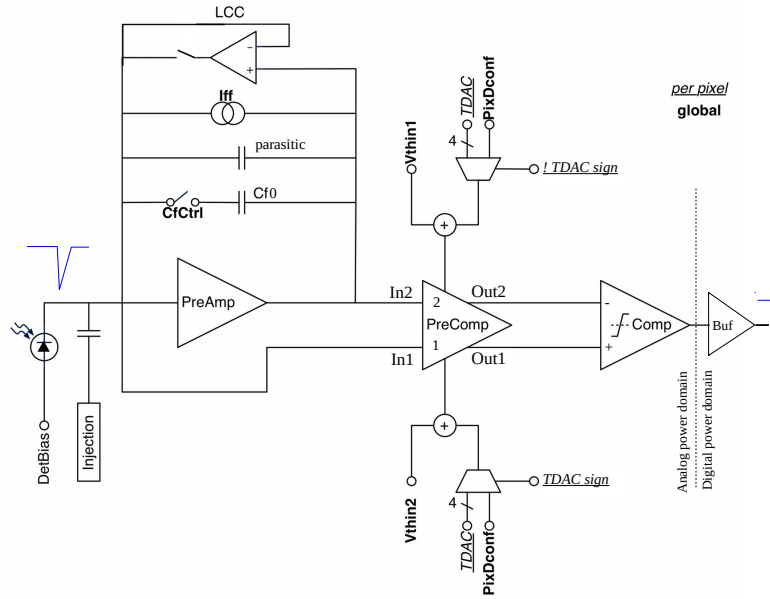 LCC
-
+
Iff
parasitic
CfCtrl
Cf0
TDAC
PixDconf
4
Vthin1
! TDAC sign
+
per pixel
global
PreAmp
In2
2
Out2
PreComp
1
In1
Out1
-
Comp
+
Buf
DetBias
Injection
+
Vthin2
TDAC sign
4
TDAC
PixDconf
Analog power domain
Digital power domain